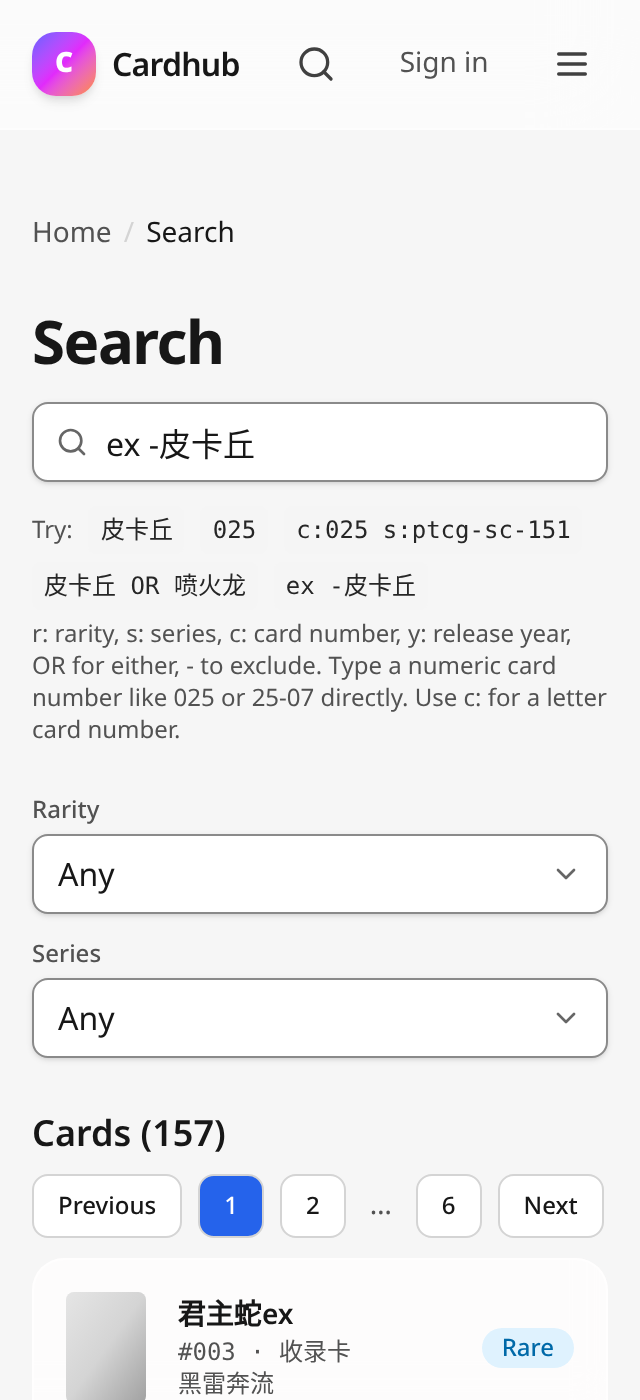 C Cardhub Sign in
Home / Search
Search
ex -皮卡丘
Try: 皮卡丘 025 c:025 s:ptcg-sc-151
皮卡丘 OR 喷火龙 ex -皮卡丘
r: rarity, s: series, c: card number, y: release year,
OR for either, - to exclude. Type a numeric card
number like 025 or 25-07 directly. Use c: for a letter
card number.
Rarity
Any
Series
Any
Cards (157)
Previous 1 2 … 6 Next
君主蛇ex
#003 · 收录卡
Rare
黑雷奔流